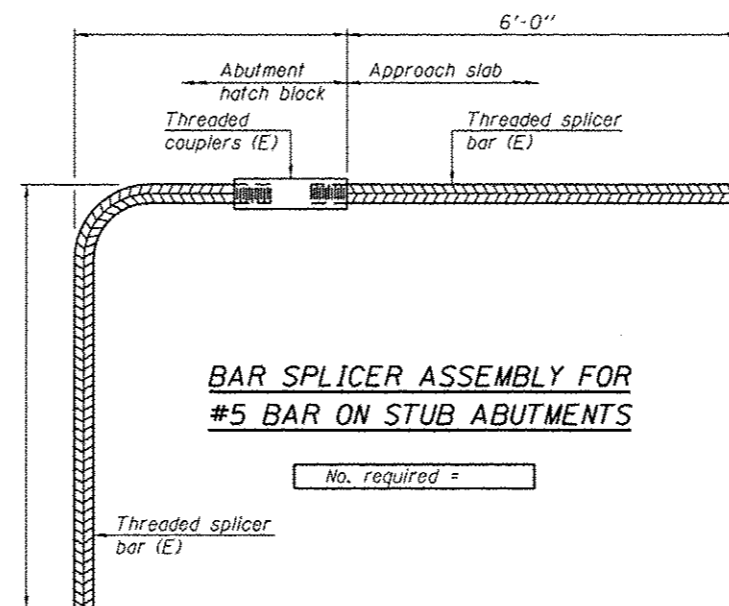 6'-0"
Abutment
hatch block
Approach slab
Threaded
couplers (E)
Threaded splicer
bar (E)
BAR SPLICER ASSEMBLY FOR
#5 BAR ON STUB ABUTMENTS
No. required =
Threaded splicer
bar (E)